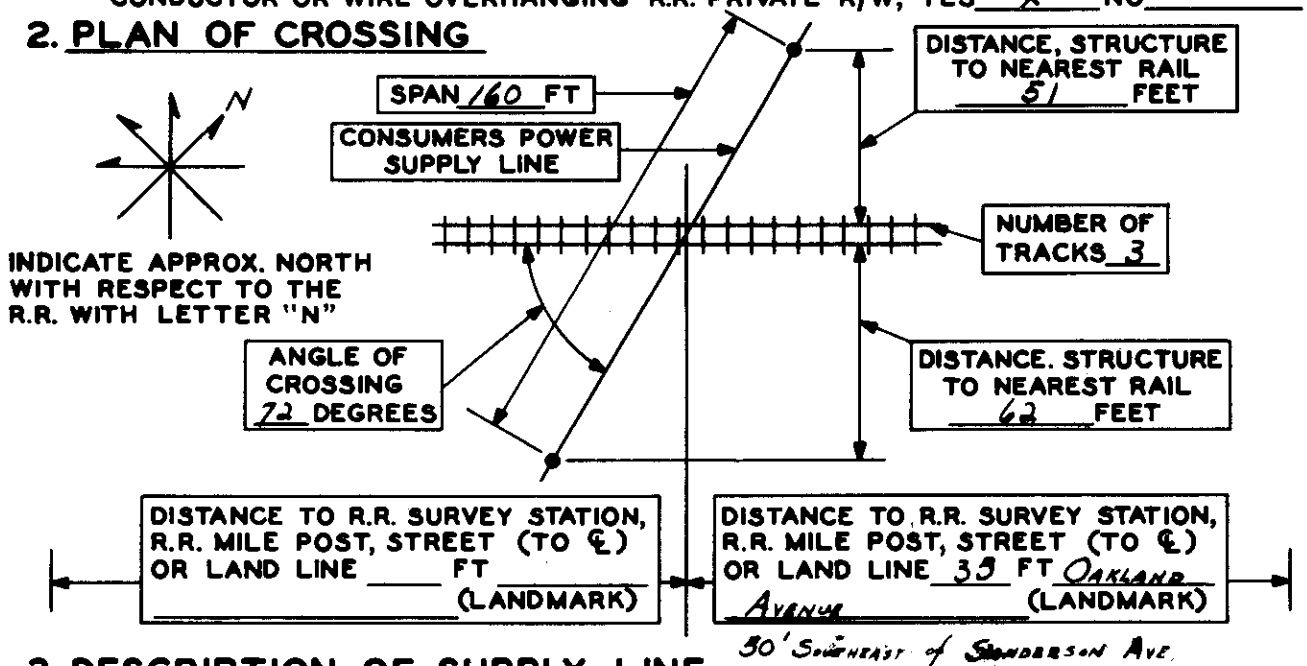 CONDUCTOR OR WIRE OVERHANGING R.R. PRIVATE R/W, YES X NO
2. PLAN OF CROSSING
N
SPAN 160 FT
DISTANCE, STRUCTURE
TO NEAREST RAIL
51 FEET
CONSUMERS POWER
SUPPLY LINE
NUMBER OF
TRACKS 3
INDICATE APPROX. NORTH
WITH RESPECT TO THE
R.R. WITH LETTER "N"
ANGLE OF
CROSSING
72 DEGREES
DISTANCE. STRUCTURE
TO NEAREST RAIL
62 FEET
DISTANCE TO R.R. SURVEY STATION,
R.R. MILE POST, STREET (TO ℄)
OR LAND LINE ____ FT ____
(LANDMARK)
DISTANCE TO R.R. SURVEY STATION,
R.R. MILE POST, STREET (TO ℄)
OR LAND LINE 35 FT OAKLAND
AVENUE (LANDMARK)
50' SOUTHEAST of SANDERSON AVE.
3. DESCRIPTION OF SUPPLY LINE